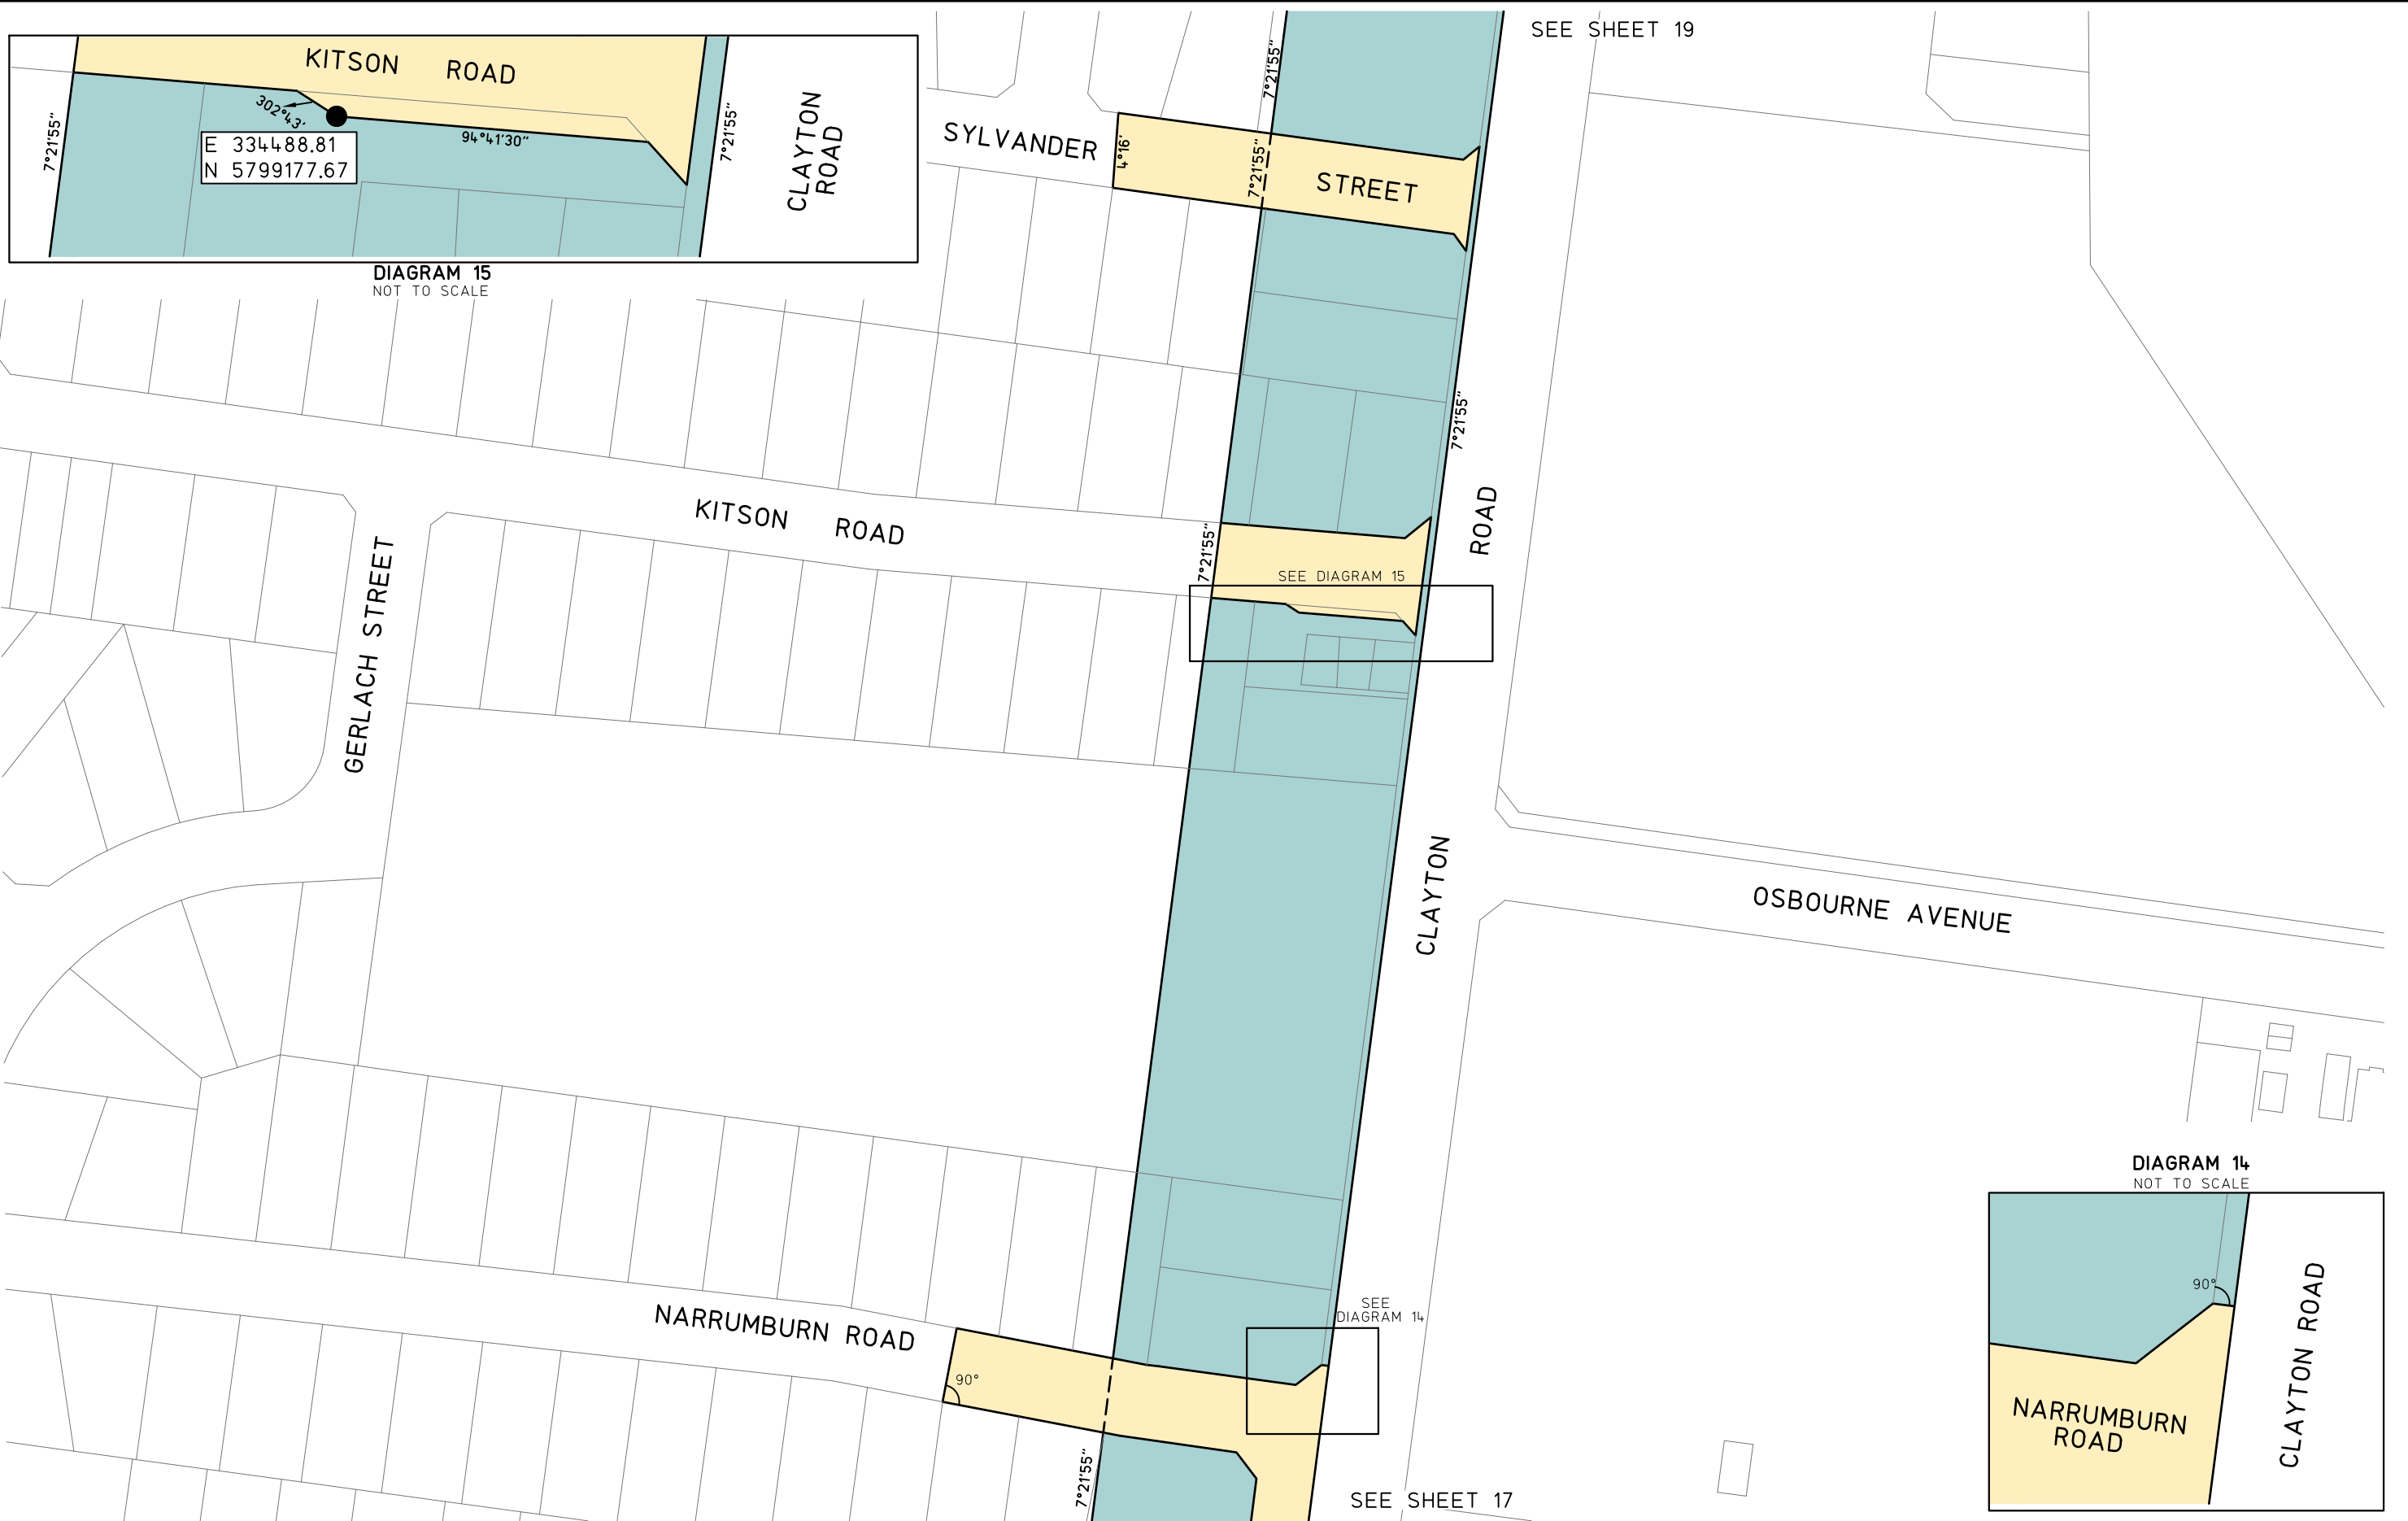 SEE SHEET 19
KITSON ROAD
302°43'
E 334488.81
N 5799177.67
94°41'30"
7°21'55"
7°21'55"
CLAYTON
ROAD
DIAGRAM 15
NOT TO SCALE
7°21'55"
SYLVANDER
4°16'
7°21'55"
STREET
7°21'55"
KITSON ROAD
ROAD
7°21'55"
SEE DIAGRAM 15
GERLACH STREET
CLAYTON
OSBOURNE AVENUE
DIAGRAM 14
NOT TO SCALE
90°
NARRUMBURN
ROAD
CLAYTON ROAD
SEE
DIAGRAM 14
NARRUMBURN ROAD
90°
7°21'55"
SEE SHEET 17